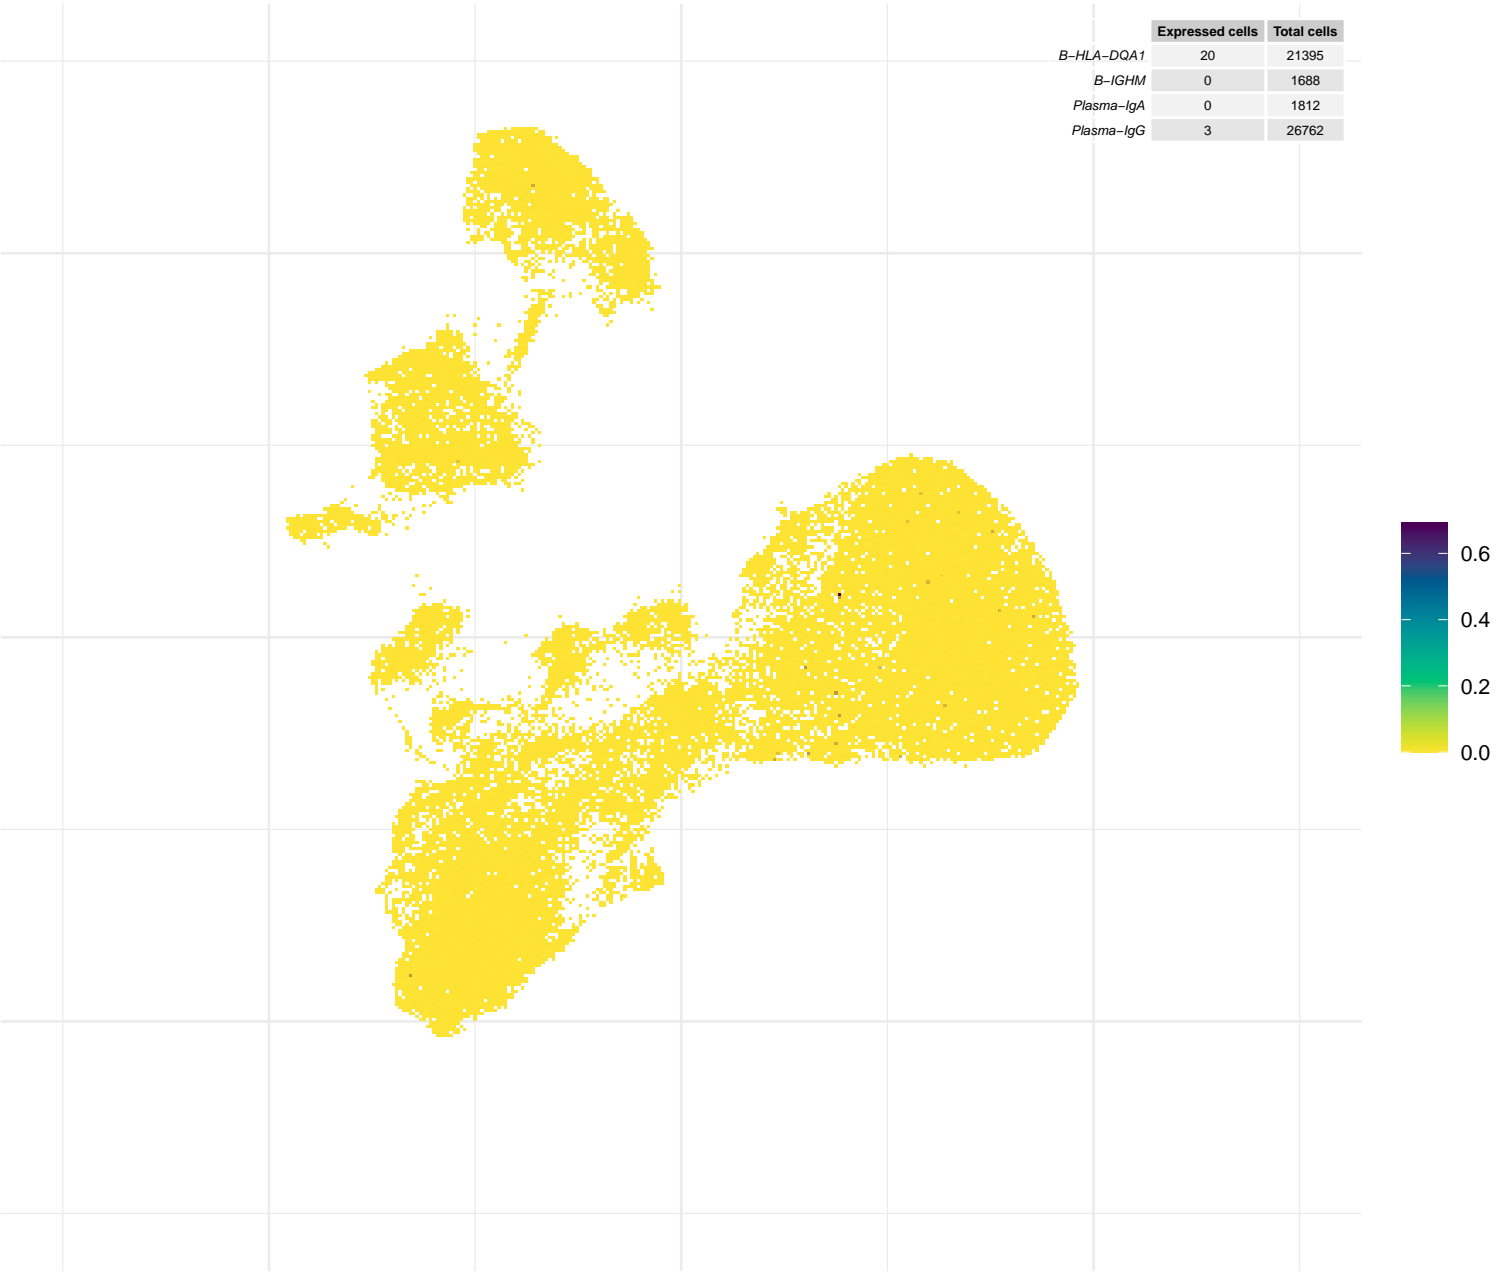 Expressed cells Total cells
B−HLA−DQA1 20 21395
B−IGHM 0 1688
Plasma−IgA 0 1812
Plasma−IgG 3 26762
0.6
0.4
0.2
0.0